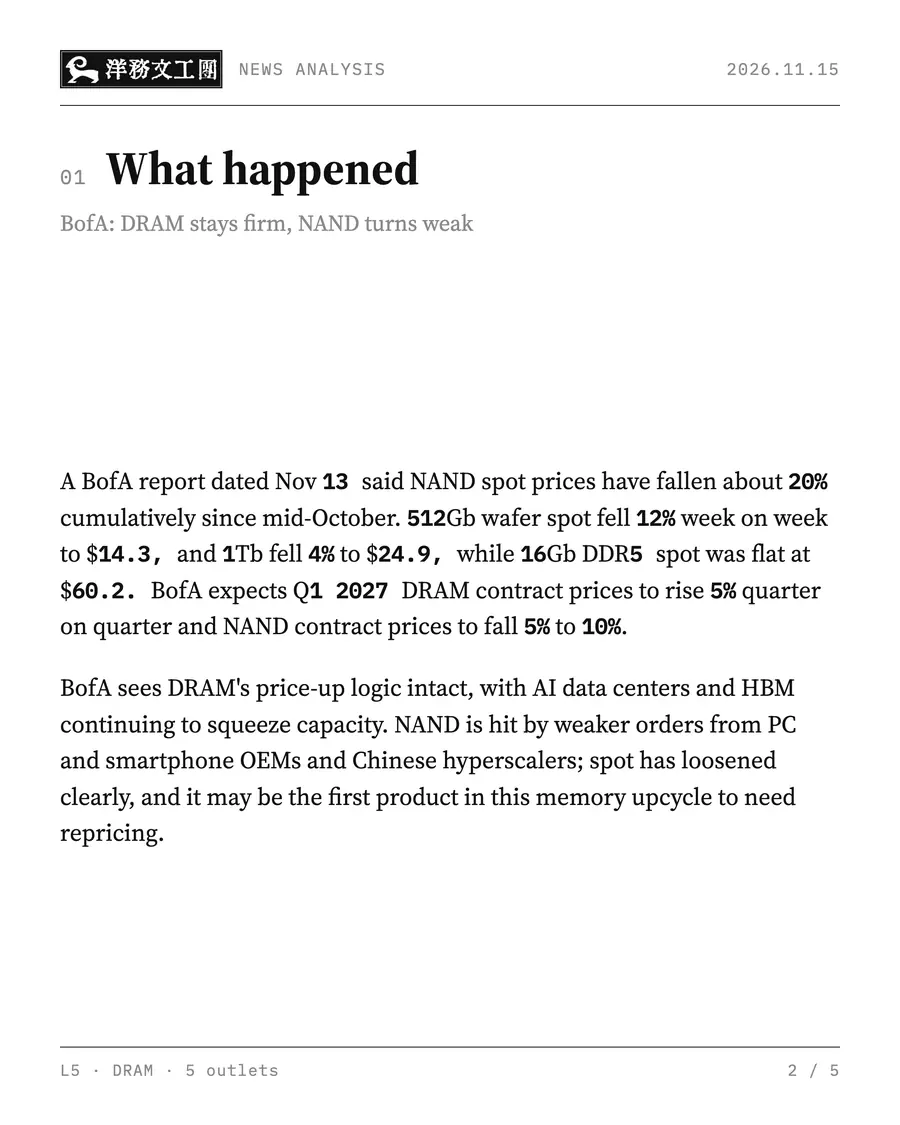 洋務文工團 NEWS ANALYSIS 2026.11.15
01 What happened
BofA: DRAM stays firm, NAND turns weak
A BofA report dated Nov 13 said NAND spot prices have fallen about 20%
cumulatively since mid-October. 512Gb wafer spot fell 12% week on week
to $14.3, and 1Tb fell 4% to $24.9, while 16Gb DDR5 spot was flat at
$60.2. BofA expects Q1 2027 DRAM contract prices to rise 5% quarter
on quarter and NAND contract prices to fall 5% to 10%.
BofA sees DRAM's price-up logic intact, with AI data centers and HBM
continuing to squeeze capacity. NAND is hit by weaker orders from PC
and smartphone OEMs and Chinese hyperscalers; spot has loosened
clearly, and it may be the first product in this memory upcycle to need
repricing.
L5 · DRAM · 5 outlets 2 / 5